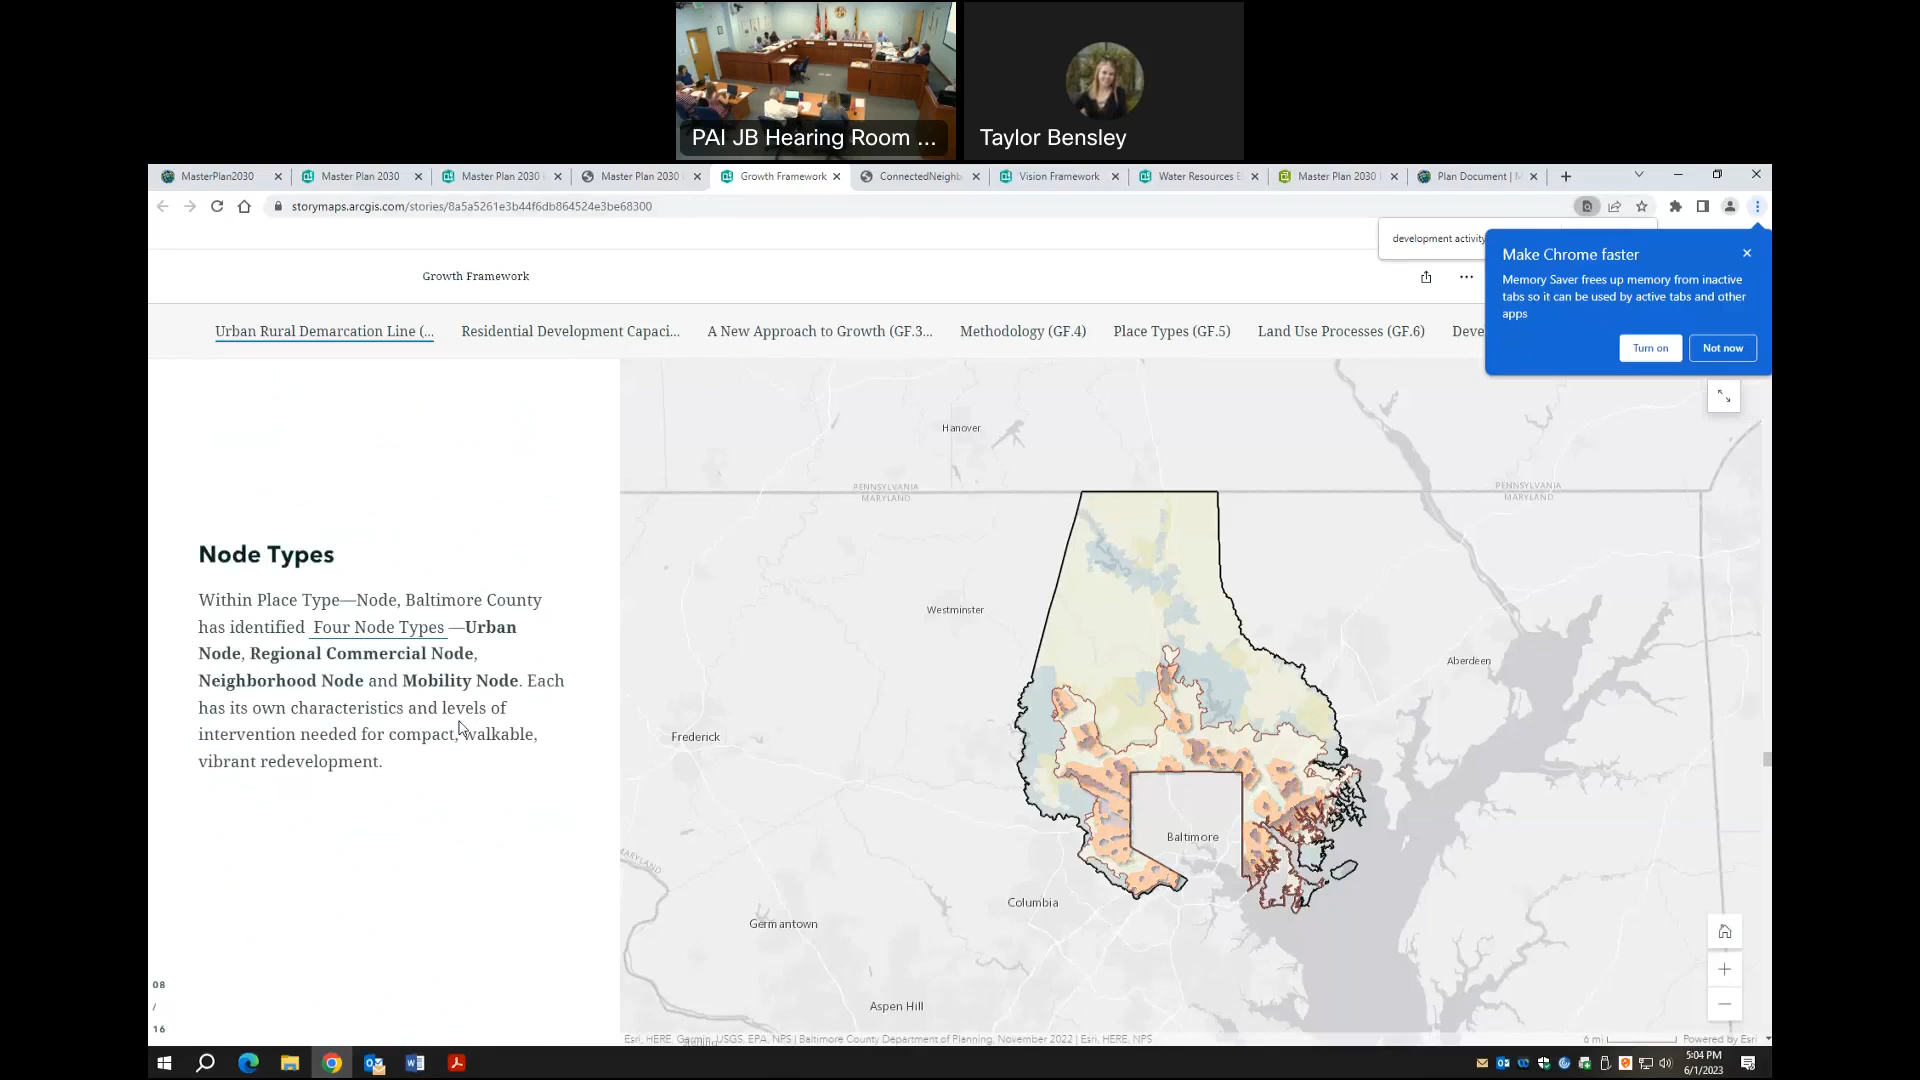 PAI JB Hearing Room ...
Taylor Bensley
MasterPlan2030
Master Plan 2030
Master Plan 2030
Master Plan 2030
Growth Framework
ConnectedNeighb
Vision Framework
Water Resources E
Master Plan 2030
Plan Document | M
storymaps.arcgis.com/stories/8a5a5261e3b44f6db864524e3be68300
development activity
Make Chrome faster
Memory Saver frees up memory from inactive
tabs so it can be used by active tabs and other
apps
Turn on
Not now
Growth Framework
Urban Rural Demarcation Line (...
Residential Development Capaci...
A New Approach to Growth (GF.3...
Methodology (GF.4)
Place Types (GF.5)
Land Use Processes (GF.6)
Deve
Node Types
Within Place Type—Node, Baltimore County
has identified Four Node Types —Urban
Node, Regional Commercial Node,
Neighborhood Node and Mobility Node. Each
has its own characteristics and levels of
intervention needed for compact, walkable,
vibrant redevelopment.
Hanover
PENNSYLVANIA
MARYLAND
PENNSYLVANIA
MARYLAND
Westminster
Aberdeen
Frederick
Baltimore
MARYLAND
Columbia
Germantown
Aspen Hill
08
/
16
Esri, HERE, Garmin, USGS, EPA, NPS | Baltimore County Department of Planning, November 2022 | Esri, HERE, NPS
6 mi
Powered by Esri
5:04 PM
6/1/2023